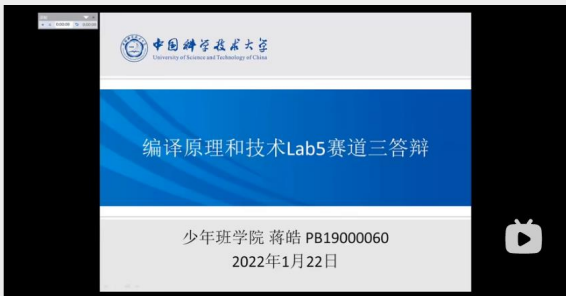 中国科学技术大学
University of Science and Technology of China
编译原理和技术Lab5赛道三答辩
少年班学院 蒋皓 PB19000060
2022年1月22日